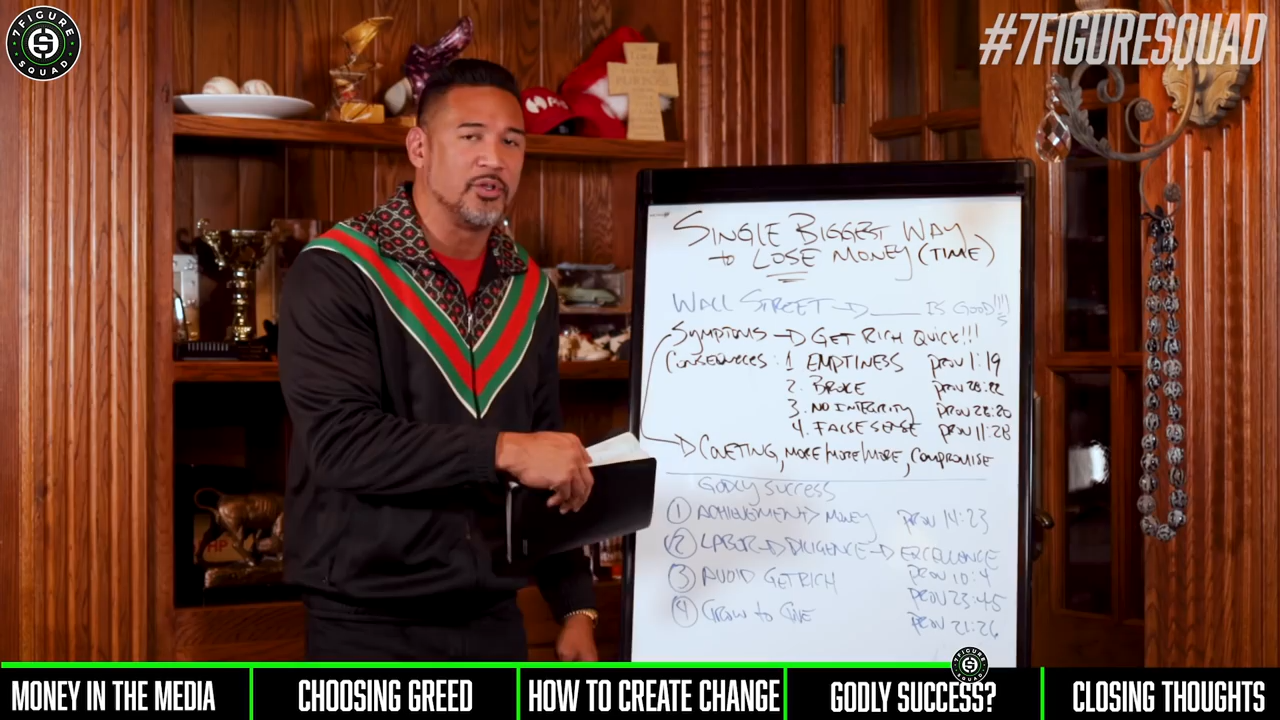 7FIGURE
SQUAD
#7FIGURESQUAD
SINGLE BIGGEST WAY
to LOSE MONEY (TIME)
WALL STREET → ____ IS GOOD!!!
SYMPTOMS → GET RICH QUICK!!!
CONSEQUENCES: 1 EMPTINESS PROV 1:19
2. BROKE PROV 28:22
3. NO INTEGRITY PROV 28:20
4. FALSE SENSE PROV 11:28
→ COVETING, MORE/MORE/MORE, COMPROMISE
GODLY SUCCESS
1 ACHIEVEMENT > MONEY PROV 14:23
2 LABOR → DILIGENCE → EXCELLENCE
PROV 10:4
3 AVOID GET RICH PROV 23:45
4 GROW to GIVE PROV 21:26
MONEY IN THE MEDIA
CHOOSING GREED
HOW TO CREATE CHANGE
GODLY SUCCESS?
CLOSING THOUGHTS